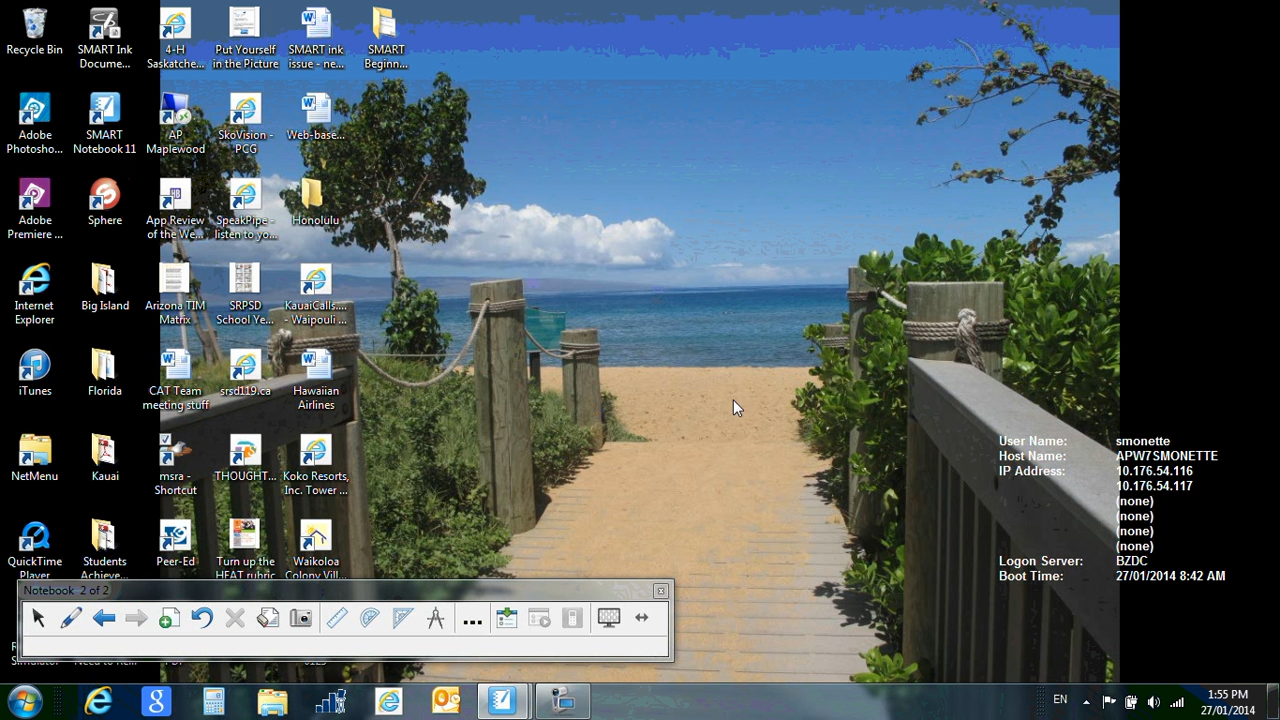 Recycle Bin
SMART Ink
Docume...
4-H
Saskatche...
Put Yourself
in the Picture
SMART ink
issue - ne...
SMART
Beginn...
Adobe
Photosho...
SMART
Notebook 11
AP
Maplewood
SkoVision -
PCG
Web-base...
Adobe
Premiere ...
Sphere
App Review
of the We...
SpeakPipe -
listen to yo...
Honolulu
Internet
Explorer
Big Island
Arizona TIM
Matrix
SRPSD
School Ye...
KauaiCalls....
- Waipouli ...
iTunes
Florida
CAT Team
meeting stuff
srsd119.ca
Hawaiian
Airlines
NetMenu
Kauai
msra -
Shortcut
THOUGHT...
Koko Resorts,
Inc. Tower ...
QuickTime
Player
Students
Achieve...
Peer-Ed
Turn up the
HEAT rubric
Waikoloa
Colony Vill...
User Name: smonette
Host Name: APW7SMONETTE
IP Address: 10.176.54.116
10.176.54.117
(none)
(none)
(none)
(none)
Logon Server: BZDC
Boot Time: 27/01/2014 8:42 AM
Notebook 2 of 2
EN
1:55 PM
27/01/2014